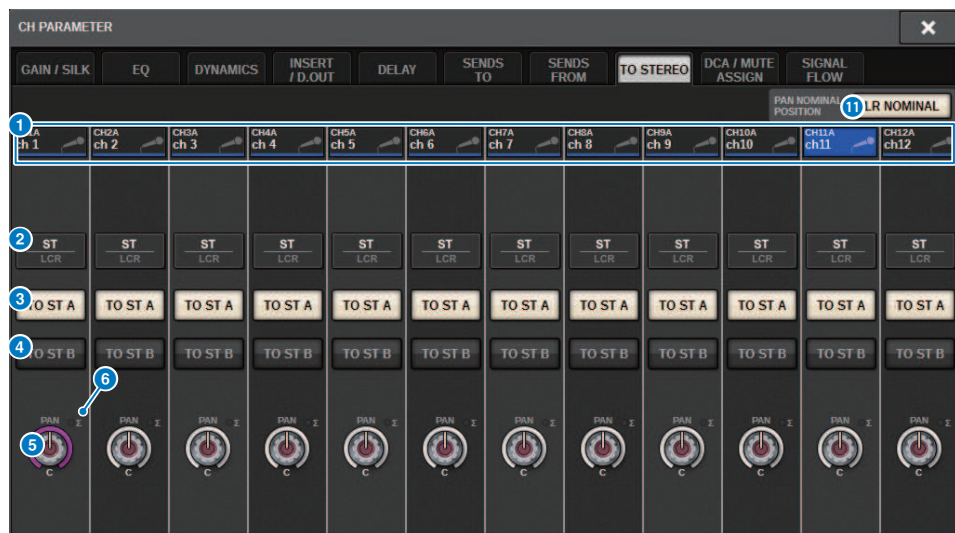 CH PARAMETER
GAIN / SILK EQ DYNAMICS INSERT / D.OUT DELAY SENDS TO SENDS FROM TO STEREO DCA / MUTE ASSIGN SIGNAL FLOW
PAN NOMINAL POSITION 11 LR NOMINAL
1
CH2A CH3A CH4A CH5A CH6A CH7A CH8A CH9A CH10A CH11A CH12A
ch 1 ch 2 ch 3 ch 4 ch 5 ch 6 ch 7 ch 8 ch 9 ch10 ch11 ch12
2 ST ST ST ST ST ST ST ST ST ST ST ST
LCR LCR LCR LCR LCR LCR LCR LCR LCR LCR LCR LCR
3 TO ST A TO ST A TO ST A TO ST A TO ST A TO ST A TO ST A TO ST A TO ST A TO ST A TO ST A TO ST A
4 TO ST B TO ST B TO ST B TO ST B TO ST B TO ST B TO ST B TO ST B TO ST B TO ST B TO ST B TO ST B
6
PAN Σ PAN Σ PAN Σ PAN Σ PAN Σ PAN Σ PAN Σ PAN Σ PAN Σ PAN Σ PAN Σ PAN Σ
5
C C C C C C C C C C C C